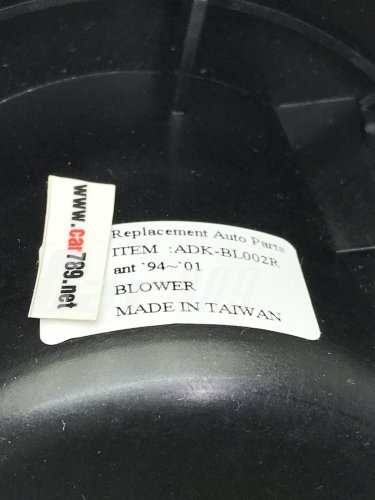 www.car789.net
Replacement Auto Parts
ITEM :ADK-BL002R
ant `94~`01
BLOWER
MADE IN TAIWAN